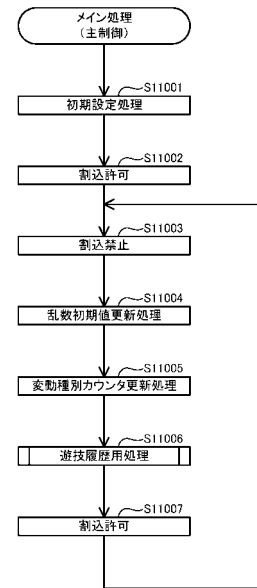 メイン処理
(主制御)
S11001
初期設定処理
S11002
割込許可
S11003
割込禁止
S11004
乱数初期値更新処理
S11005
変動種別カウンタ更新処理
S11006
遊技履歴用処理
S11007
割込許可